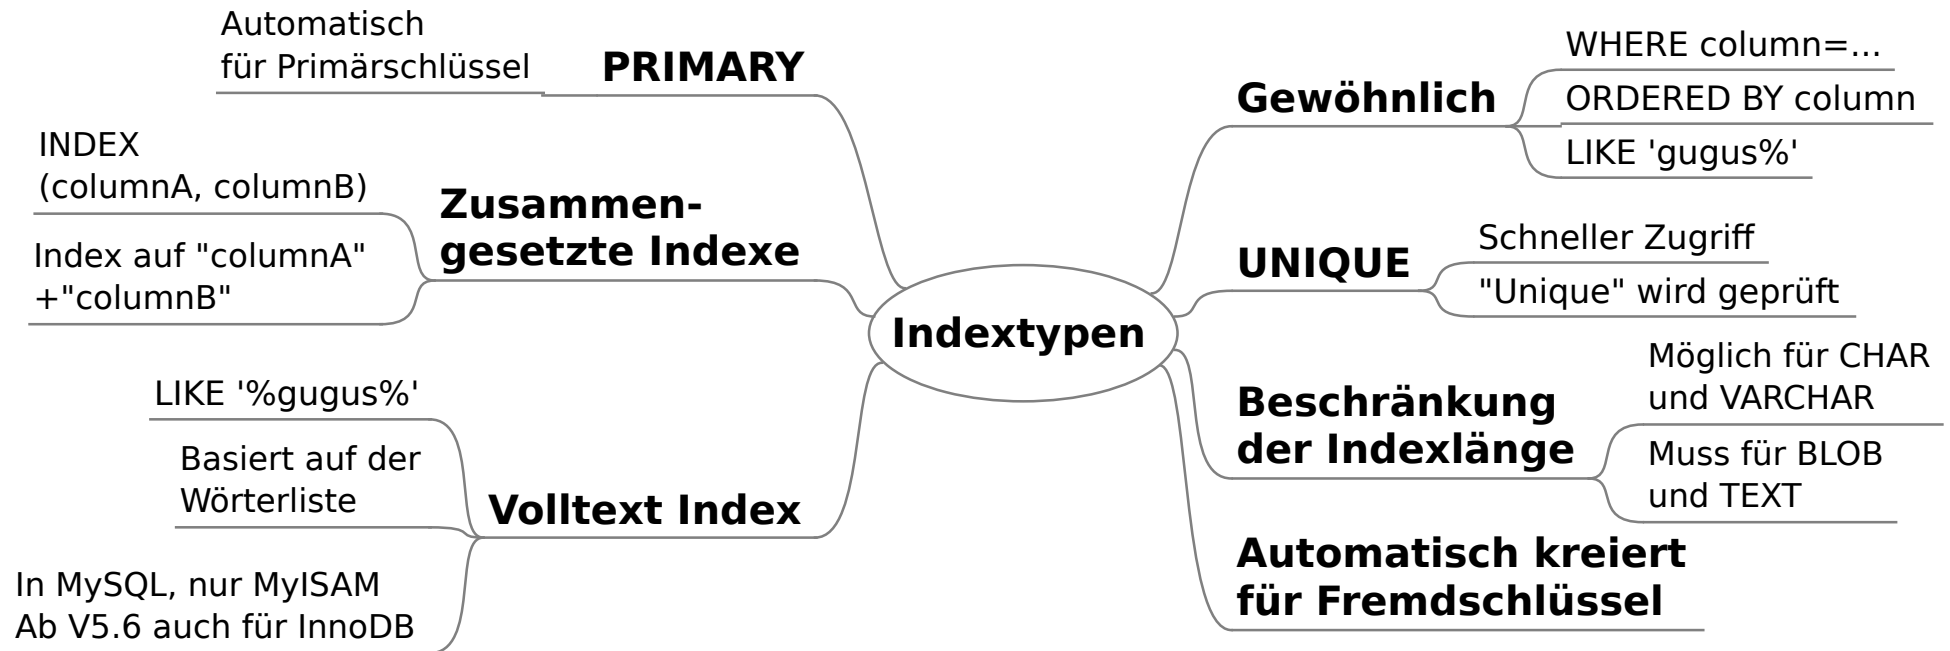 Automatisch
für Primärschlüssel
PRIMARY
INDEX
(columnA, columnB)
Index auf "columnA"
+"columnB"
Zusammen-
gesetzte Indexe
LIKE '%gugus%'
Basiert auf der
Wörterliste
In MySQL, nur MyISAM
Ab V5.6 auch für InnoDB
Volltext Index
Indextypen
Gewöhnlich
WHERE column=...
ORDERED BY column
LIKE 'gugus%'
UNIQUE
Schneller Zugriff
"Unique" wird geprüft
Beschränkung
der Indexlänge
Möglich für CHAR
und VARCHAR
Muss für BLOB
und TEXT
Automatisch kreiert
für Fremdschlüssel